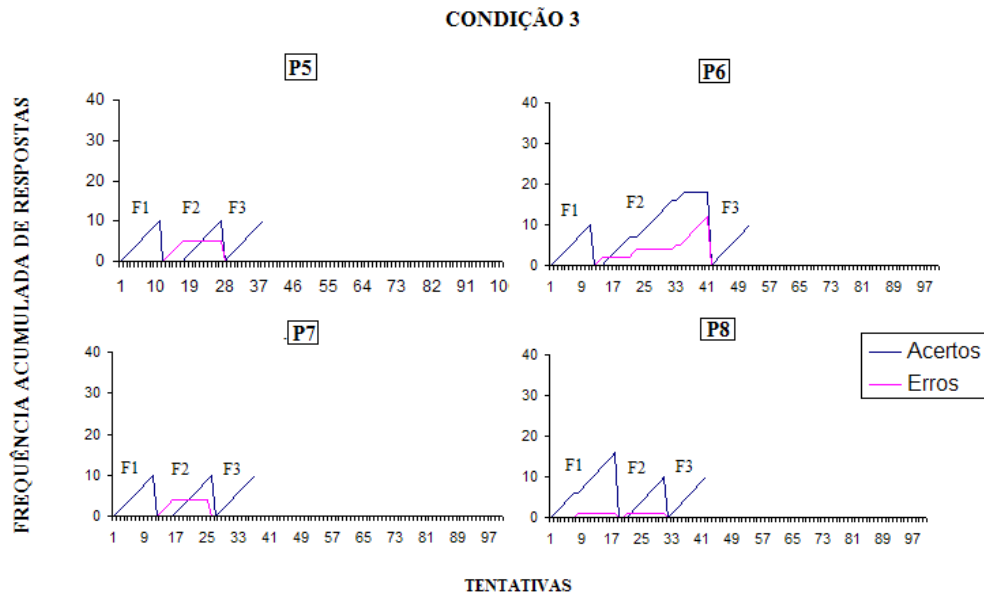 CONDIÇÃO 3
FREQUÊNCIA ACUMULADA DE RESPOSTAS
P5
40
30
20
10
0
F1 F2 F3
1 10 19 28 37 46 55 64 73 82 91 10
P6
40
30
20
10
0
F1 F2 F3
1 9 17 25 33 41 49 57 65 73 81 89 97
P7
40
30
20
10
0
F1 F2 F3
1 9 17 25 33 41 49 57 65 73 81 89 97
P8
40
30
20
10
0
F1 F2 F3
1 9 17 25 33 41 49 57 65 73 81 89 97
Acertos
Erros
TENTATIVAS